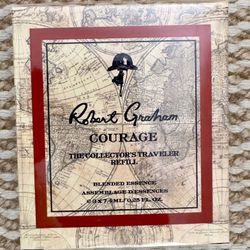 Robert Graham
COURAGE
THE COLLECTOR'S TRAVELER
REFILL
BLENDED ESSENCE
ASSEMBLAGE D'ESSENCES